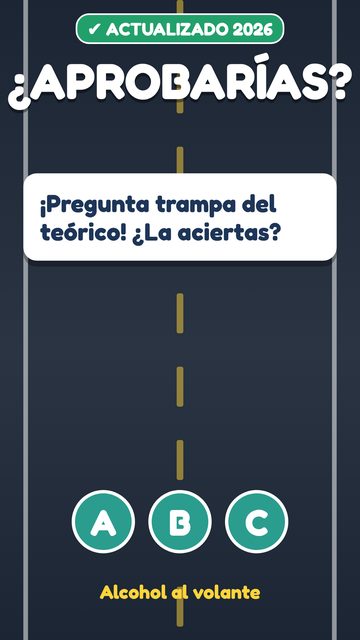 ✔ ACTUALIZADO 2026
¿APROBARÍAS?
¡Pregunta trampa del
teórico! ¿La aciertas?
A B C
Alcohol al volante